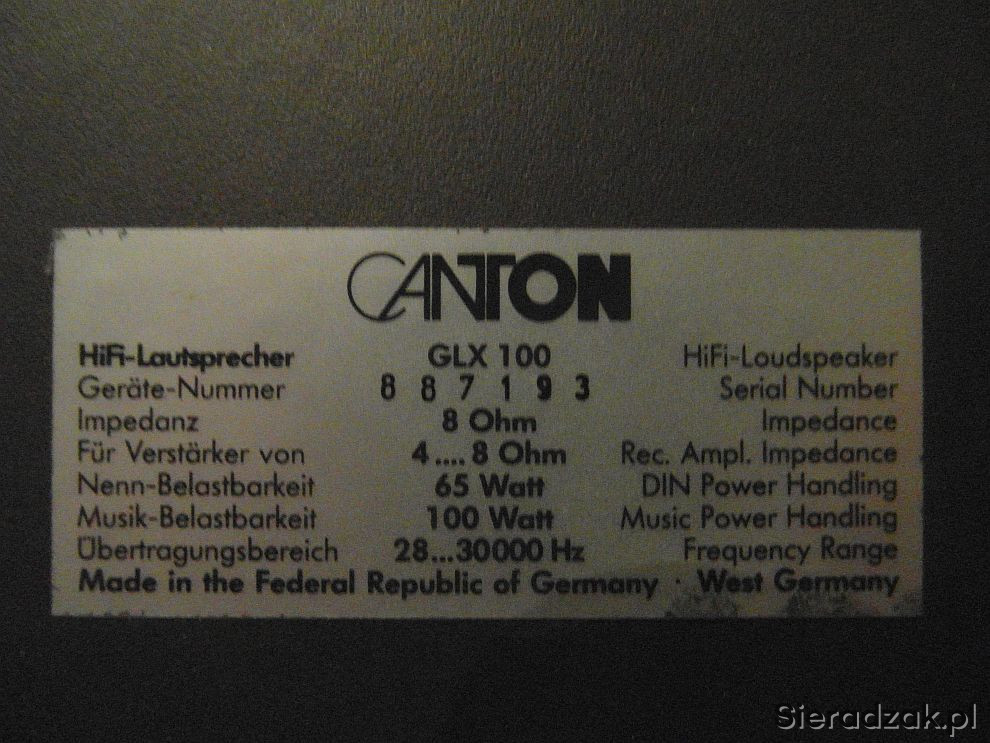 CANTON
HiFi-Lautsprecher GLX 100 HiFi-Loudspeaker
Geräte-Nummer 887193 Serial Number
Impedanz 8 Ohm Impedance
Für Verstärker von 4....8 Ohm Rec. Ampl. Impedance
Nenn-Belastbarkeit 65 Watt DIN Power Handling
Musik-Belastbarkeit 100 Watt Music Power Handling
Übertragungsbereich 28...30000 Hz Frequency Range
Made in the Federal Republic of Germany · West Germany
Sieradzak.pl